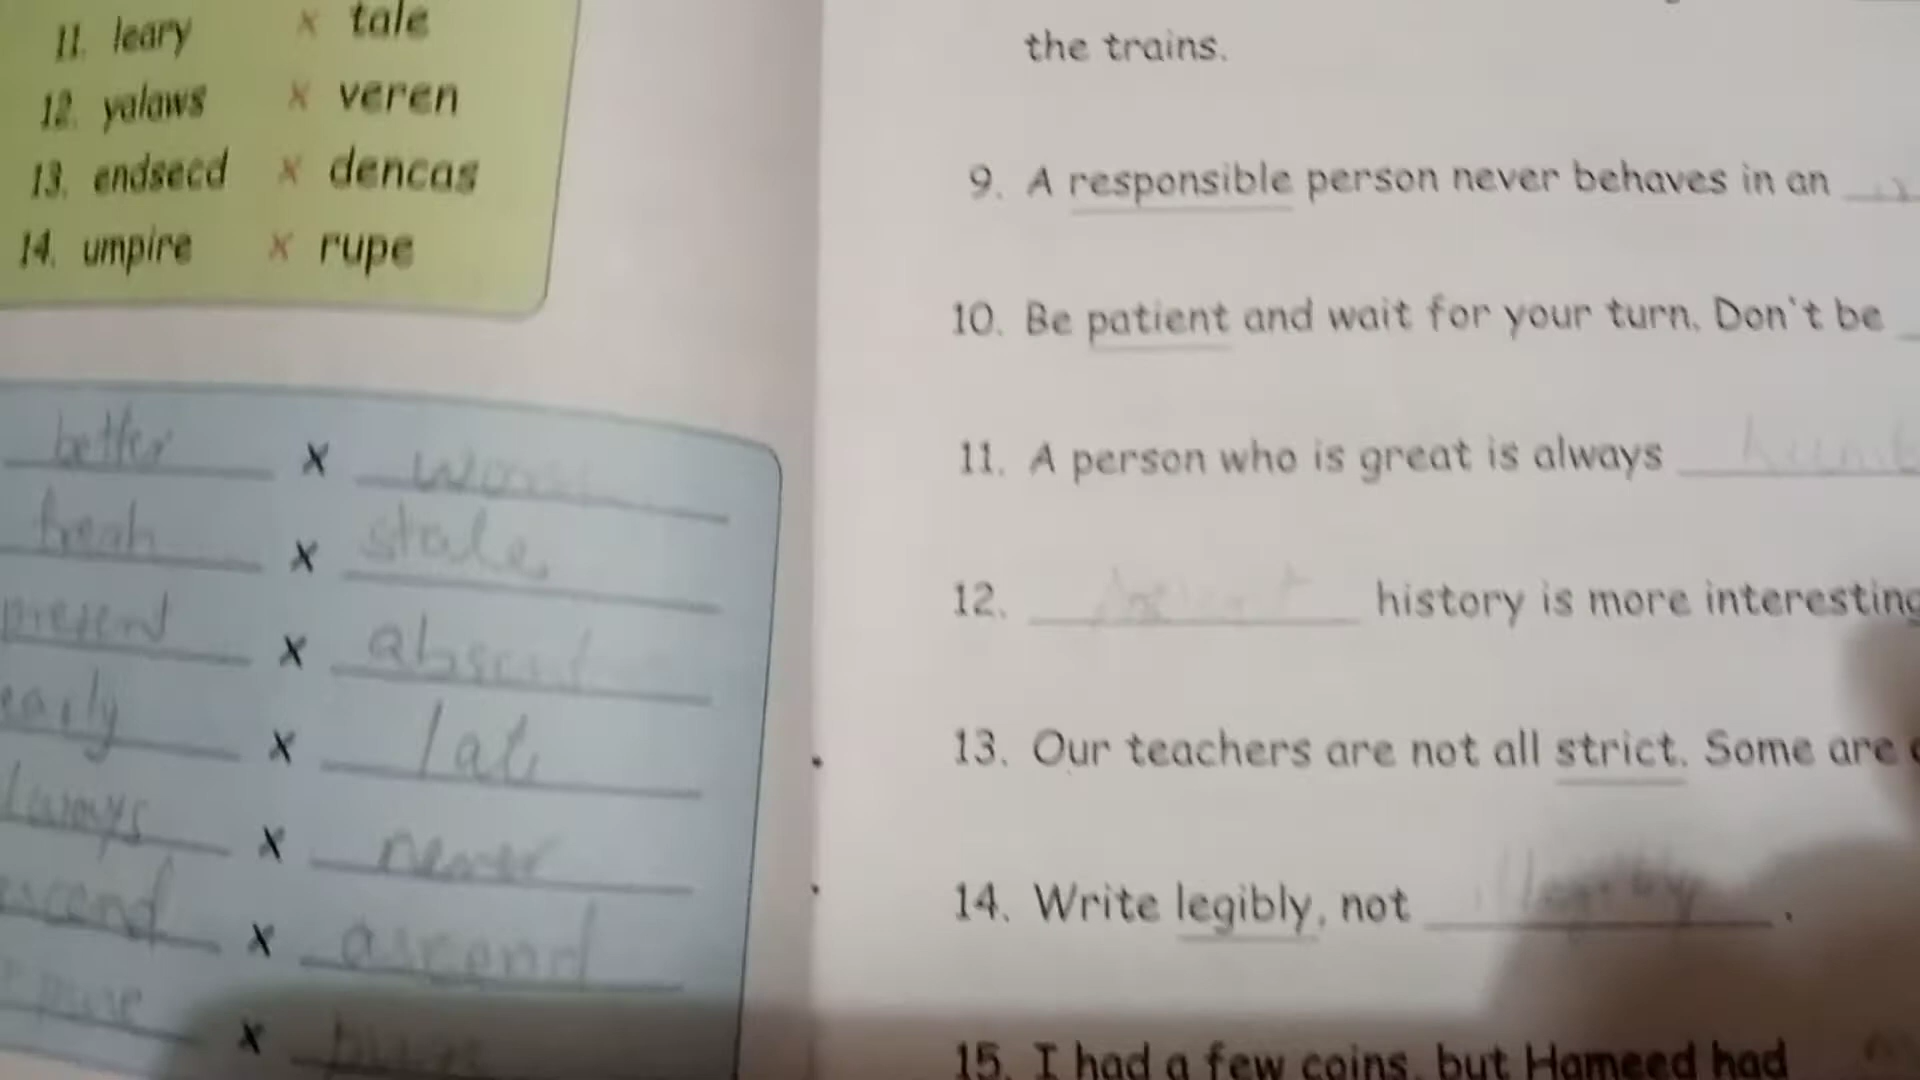 11. leary x tale
12. yalaws x veren
13. endsecd x dencas
14. umpire x rupe
better x
fresh x stale
present x absent
early x late
always x never
x ascend
x
the trains.
9. A responsible person never behaves in an
10. Be patient and wait for your turn. Don't be
11. A person who is great is always
12. history is more interesting
13. Our teachers are not all strict. Some are
14. Write legibly, not .
15. I had a few coins, but Hameed had